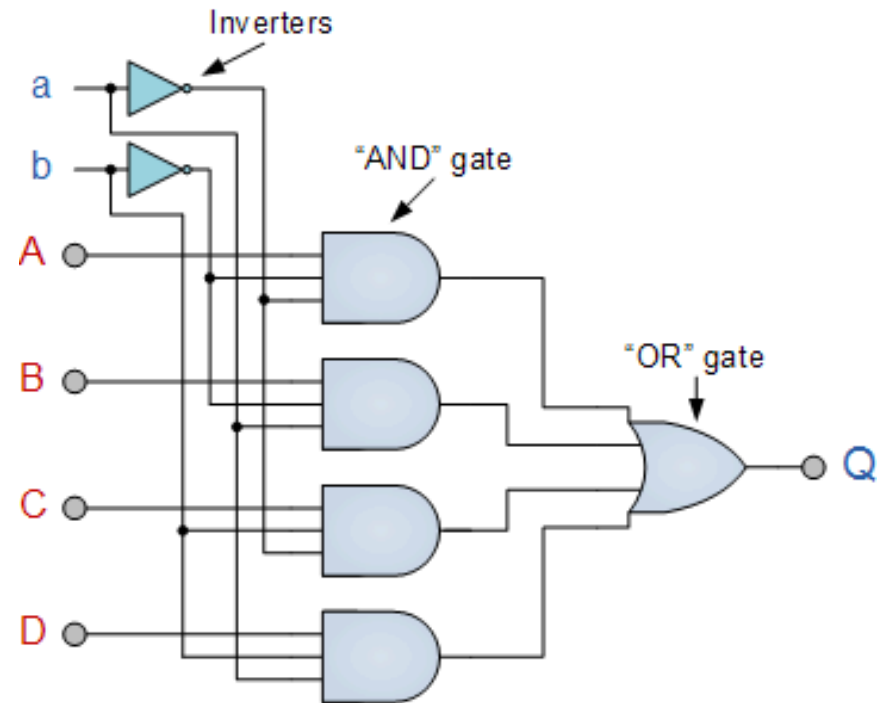 Inverters
a
b
“AND” gate
A
B
“OR” gate
Q
C
D